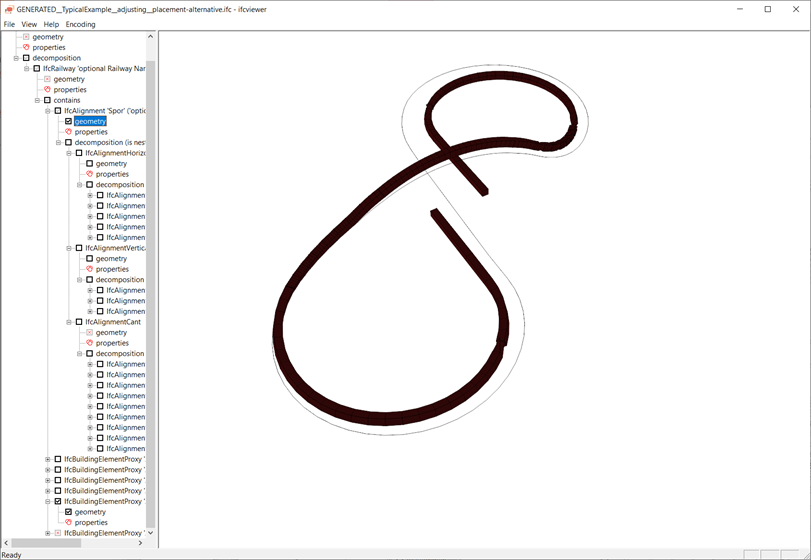 GENERATED__TypicalExample__adjusting__placement-alternative.ifc - ifcviewer
File View Help Encoding
geometry
properties
decomposition
IfcRailway 'optional Railway Nar
geometry
properties
contains
IfcAlignment 'Spor' ('optio
geometry
properties
decomposition (is nest
IfcAlignmentHorizo
geometry
properties
decomposition
IfcAlignmen
IfcAlignmen
IfcAlignmen
IfcAlignmen
IfcAlignmen
IfcAlignmentVertica
geometry
properties
decomposition
IfcAlignmen
IfcAlignmen
IfcAlignmen
IfcAlignmentCant
geometry
properties
decomposition
IfcAlignmen
IfcAlignmen
IfcAlignmen
IfcAlignmen
IfcAlignmen
IfcAlignmen
IfcAlignmen
IfcAlignmen
IfcAlignmen
IfcBuildingElementProxy '
IfcBuildingElementProxy '
IfcBuildingElementProxy '
IfcBuildingElementProxy '
IfcBuildingElementProxy '
geometry
properties
IfcBuildingElementProxy '
Ready